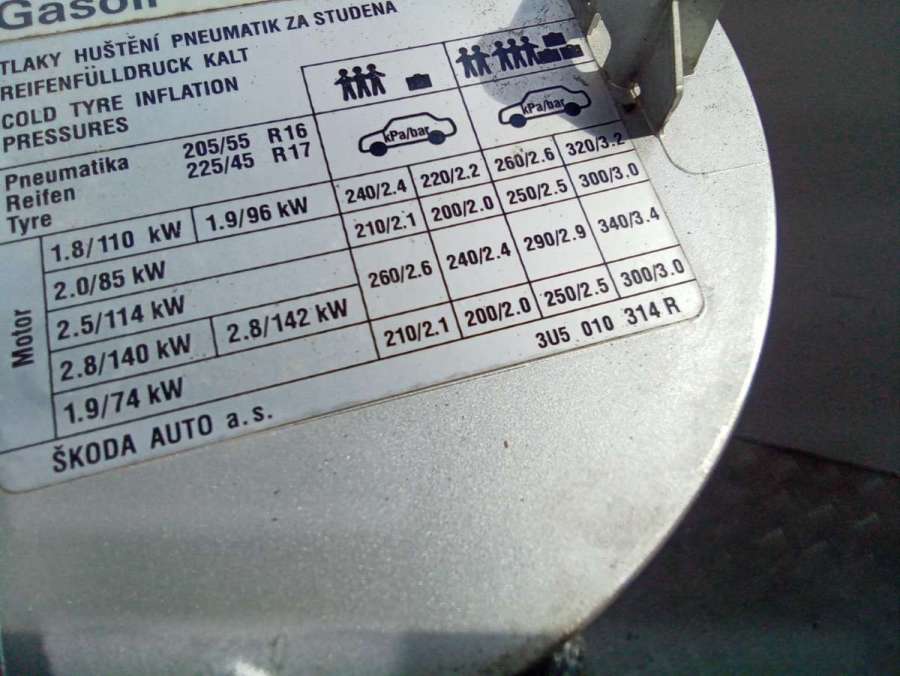 Gasoil
TLAKY HUŠTĚNÍ PNEUMATIK ZA STUDENA
REIFENFÜLLDRUCK KALT
COLD TYRE INFLATION
PRESSURES
Pneumatika 205/55 R16
Reifen 225/45 R17
Tyre
kPa/bar kPa/bar
Motor
1.8/110 kW 1.9/96 kW 240/2.4 220/2.2 260/2.6 320/3.2
2.0/85 kW 210/2.1 200/2.0 250/2.5 300/3.0
2.5/114 kW 260/2.6 240/2.4 290/2.9 340/3.4
2.8/140 kW 2.8/142 kW
1.9/74 kW 210/2.1 200/2.0 250/2.5 300/3.0
ŠKODA AUTO a.s. 3U5 010 314 R